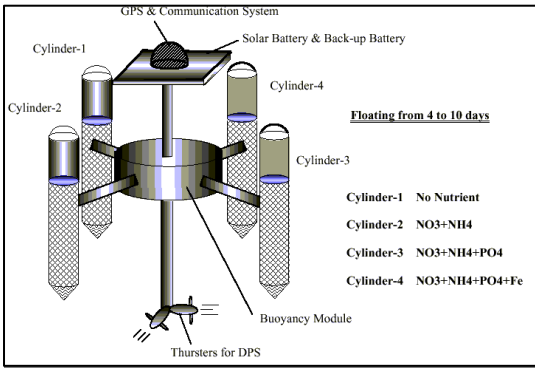 GPS & Communication System
Solar Battery & Back-up Battery
Cylinder-1
Cylinder-4
Cylinder-2
Floating from 4 to 10 days
Cylinder-3
Cylinder-1 No Nutrient
Cylinder-2 NO3+NH4
Cylinder-3 NO3+NH4+PO4
Cylinder-4 NO3+NH4+PO4+Fe
Buoyancy Module
Thursters for DPS